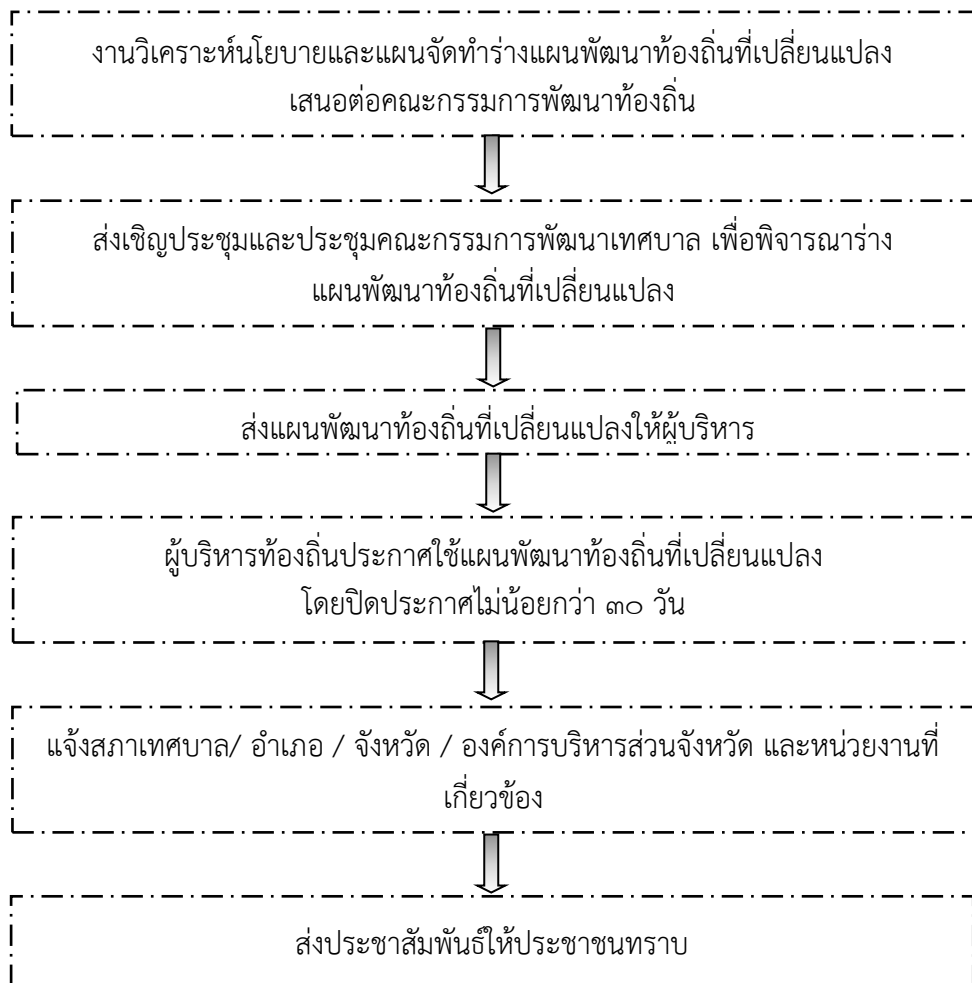 งานวิเคราะห์นโยบายและแผนจัดทำร่างแผนพัฒนาท้องถิ่นที่เปลี่ยนแปลง
เสนอต่อคณะกรรมการพัฒนาท้องถิ่น
ส่งเชิญประชุมและประชุมคณะกรรมการพัฒนาเทศบาล เพื่อพิจารณาร่าง
แผนพัฒนาท้องถิ่นที่เปลี่ยนแปลง
ส่งแผนพัฒนาท้องถิ่นที่เปลี่ยนแปลงให้ผู้บริหาร
ผู้บริหารท้องถิ่นประกาศใช้แผนพัฒนาท้องถิ่นที่เปลี่ยนแปลง
โดยปิดประกาศไม่น้อยกว่า ๓๐ วัน
แจ้งสภาเทศบาล/ อำเภอ / จังหวัด / องค์การบริหารส่วนจังหวัด และหน่วยงานที่
เกี่ยวข้อง
ส่งประชาสัมพันธ์ให้ประชาชนทราบ